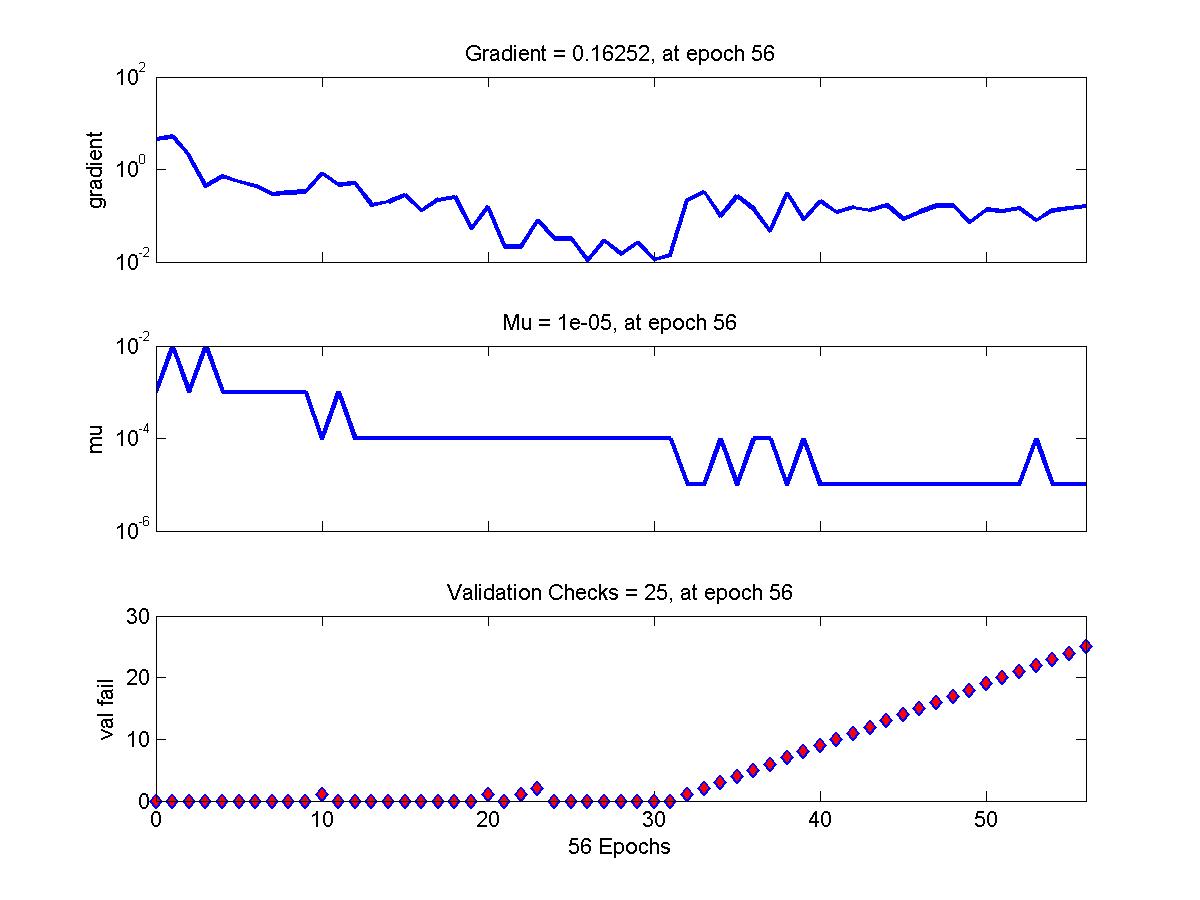 Gradient = 0.16252, at epoch 56
10^2
10^0
10^-2
gradient
Mu = 1e-05, at epoch 56
10^-2
10^-4
10^-6
mu
Validation Checks = 25, at epoch 56
30
20
10
0
val fail
0 10 20 30 40 50
56 Epochs